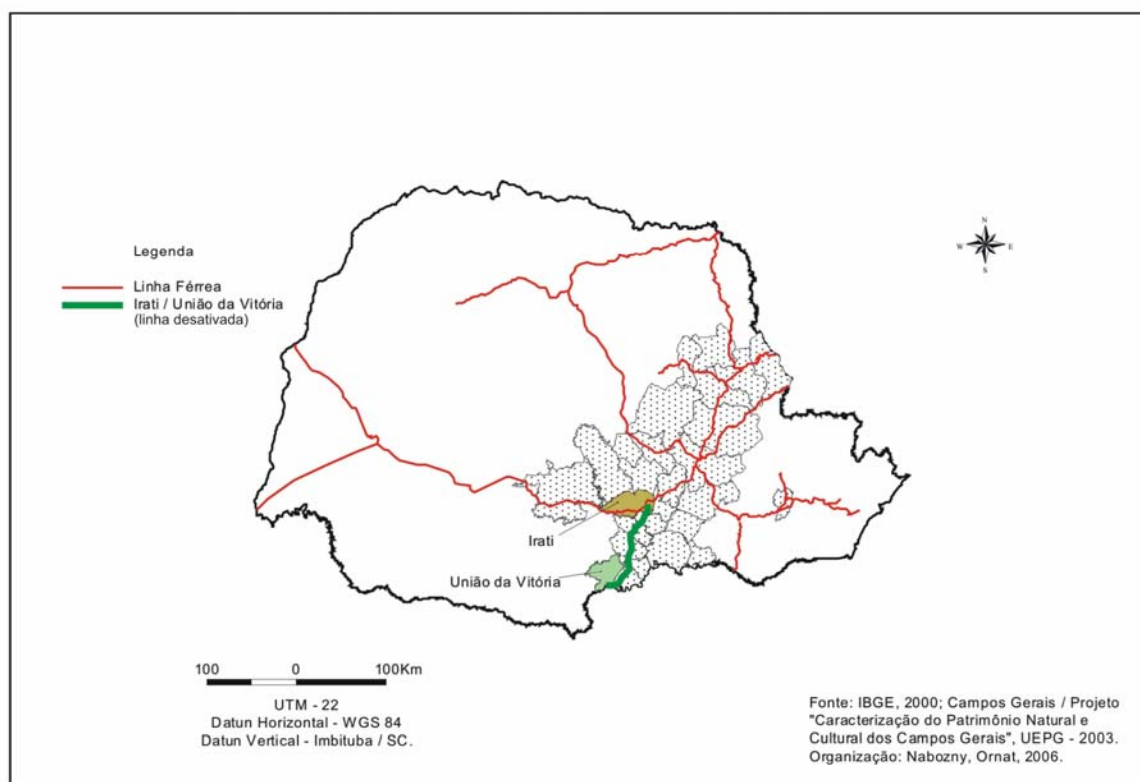 Legenda
Linha Férrea
Irati / União da Vitória
(linha desativada)
N
W E
S
Irati
União da Vitória
100 0 100Km
UTM - 22
Datun Horizontal - WGS 84
Datun Vertical - Imbituba / SC.
Fonte: IBGE, 2000; Campos Gerais / Projeto
"Caracterização do Patrimônio Natural e
Cultural dos Campos Gerais", UEPG - 2003.
Organização: Nabozny, Ornat, 2006.